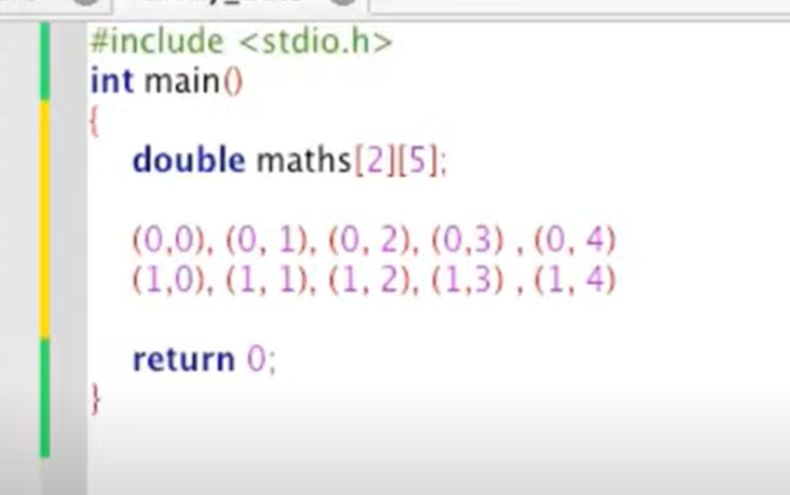 #include <stdio.h>
int main()
{
double maths[2][5];
(0,0), (0, 1), (0, 2), (0,3) , (0, 4)
(1,0), (1, 1), (1, 2), (1,3) , (1, 4)
return 0;
}